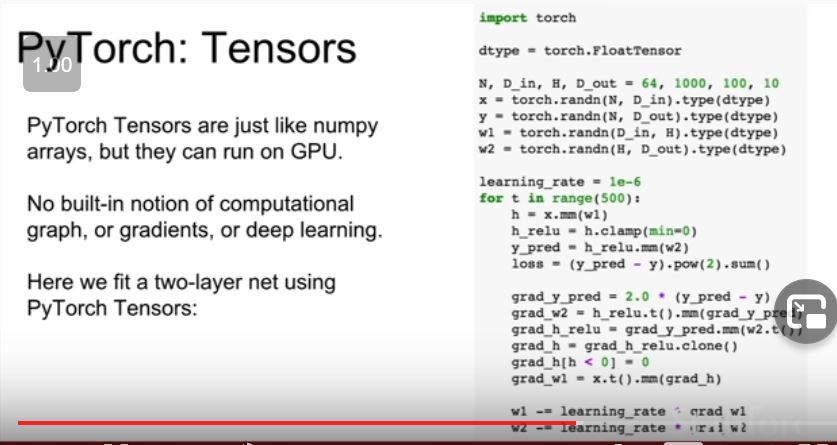 PyTorch: Tensors
1.00
PyTorch Tensors are just like numpy
arrays, but they can run on GPU.
No built-in notion of computational
graph, or gradients, or deep learning.
Here we fit a two-layer net using
PyTorch Tensors:
import torch
dtype = torch.FloatTensor
N, D_in, H, D_out = 64, 1000, 100, 10
x = torch.randn(N, D_in).type(dtype)
y = torch.randn(N, D_out).type(dtype)
w1 = torch.randn(D_in, H).type(dtype)
w2 = torch.randn(H, D_out).type(dtype)
learning_rate = 1e-6
for t in range(500):
h = x.mm(w1)
h_relu = h.clamp(min=0)
y_pred = h_relu.mm(w2)
loss = (y_pred - y).pow(2).sum()
grad_y_pred = 2.0 * (y_pred - y)
grad_w2 = h_relu.t().mm(grad_y_pred)
grad_h_relu = grad_y_pred.mm(w2.t())
grad_h = grad_h_relu.clone()
grad_h[h < 0] = 0
grad_w1 = x.t().mm(grad_h)
w1 -= learning_rate * grad_w1
w2 -= learning_rate * grad_w2